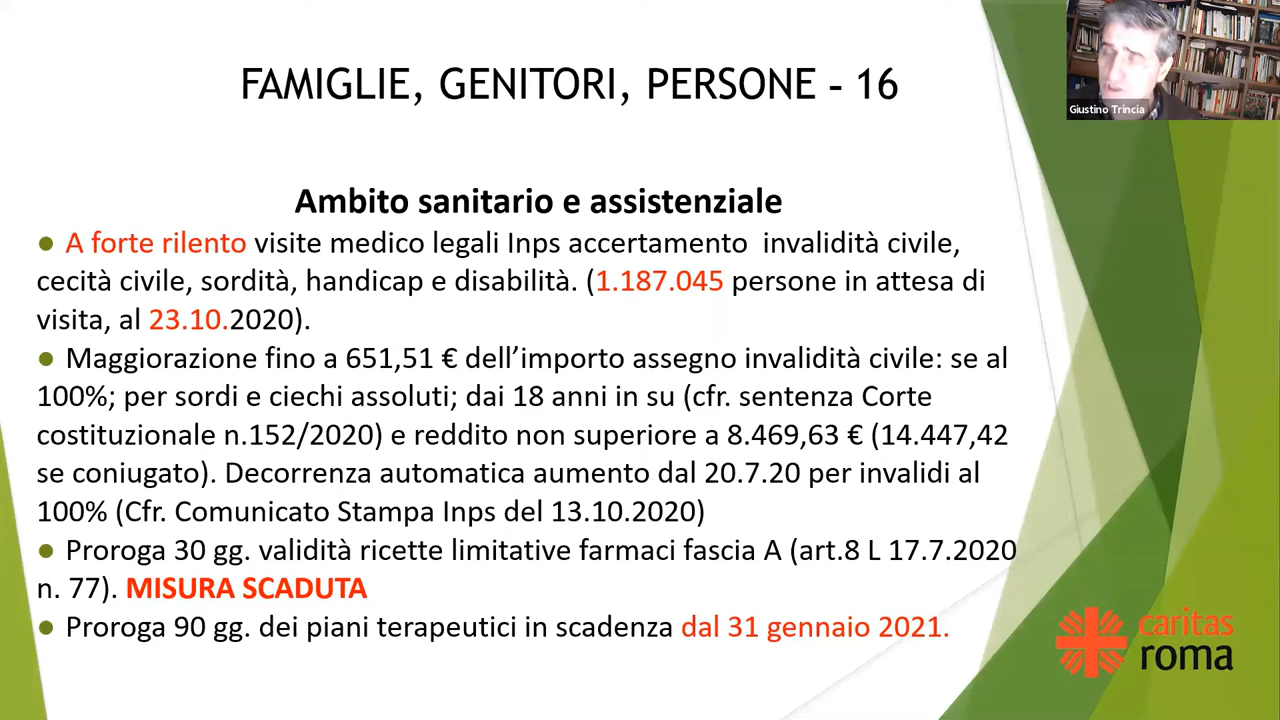 FAMIGLIE, GENITORI, PERSONE - 16
Giustino Trincia
Ambito sanitario e assistenziale
● A forte rilento visite medico legali Inps accertamento invalidità civile,
cecità civile, sordità, handicap e disabilità. (1.187.045 persone in attesa di
visita, al 23.10.2020).
● Maggiorazione fino a 651,51 € dell’importo assegno invalidità civile: se al
100%; per sordi e ciechi assoluti; dai 18 anni in su (cfr. sentenza Corte
costituzionale n.152/2020) e reddito non superiore a 8.469,63 € (14.447,42
se coniugato). Decorrenza automatica aumento dal 20.7.20 per invalidi al
100% (Cfr. Comunicato Stampa Inps del 13.10.2020)
● Proroga 30 gg. validità ricette limitative farmaci fascia A (art.8 L 17.7.2020
n. 77). MISURA SCADUTA
● Proroga 90 gg. dei piani terapeutici in scadenza dal 31 gennaio 2021.
caritas
roma